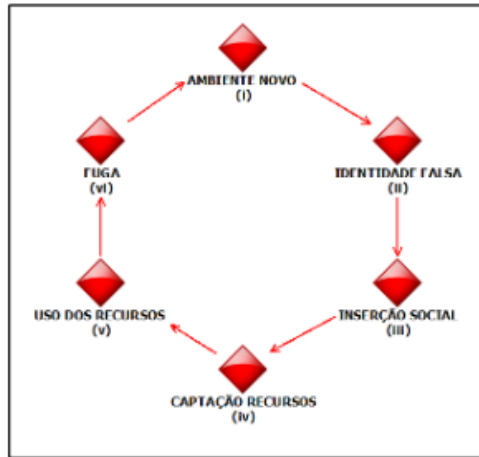 AMBIENTE NOVO
(i)
IDENTIDADE FALSA
(ii)
INSERÇÃO SOCIAL
(iii)
CAPTAÇÃO RECURSOS
(iv)
USO DOS RECURSOS
(v)
FUGA
(vi)